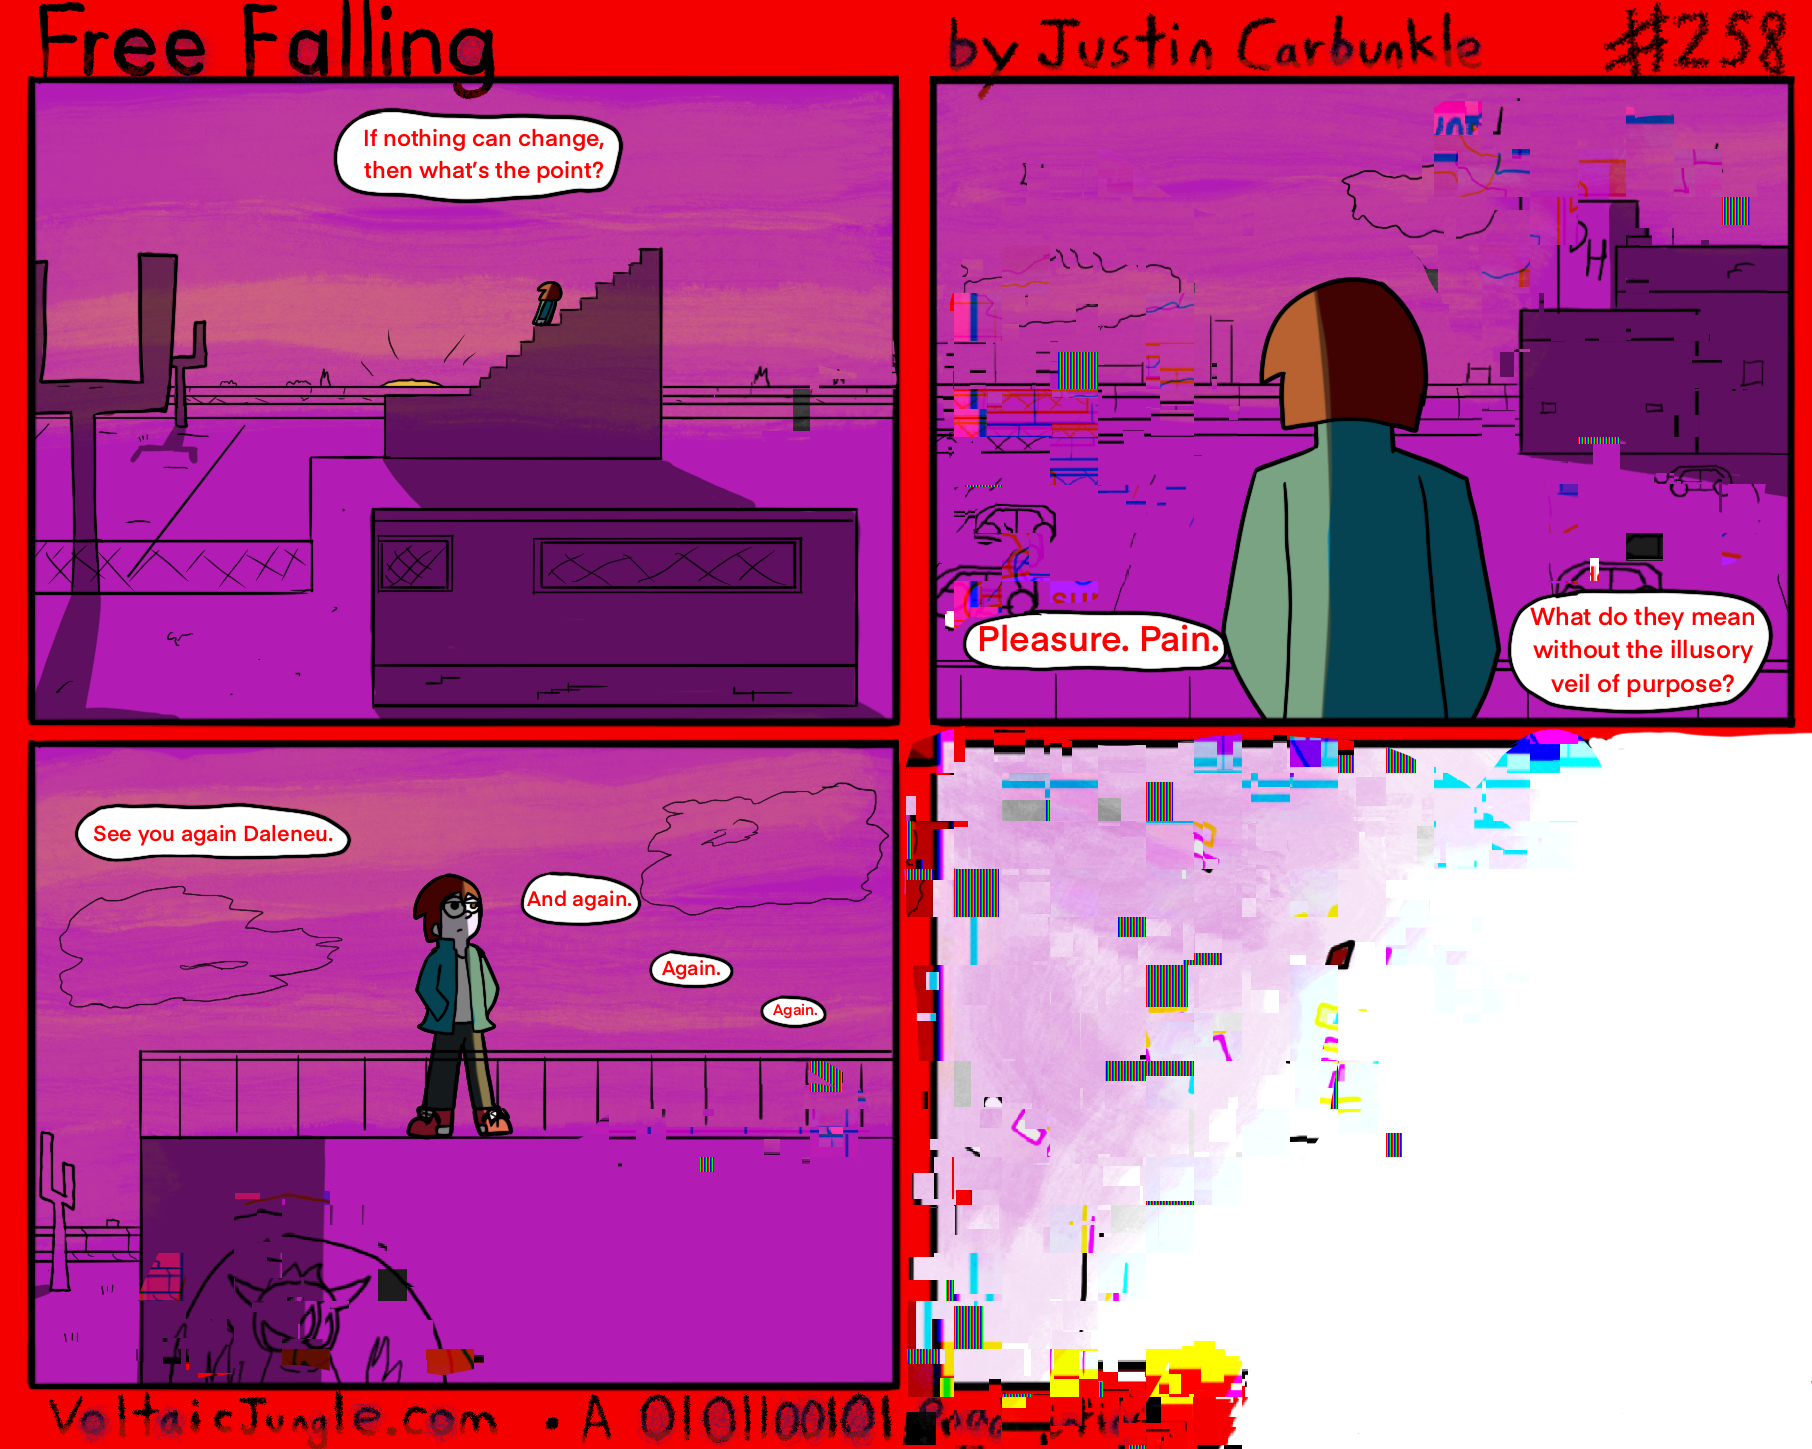 Free Falling
by Justin Carbunkle
#258
If nothing can change,
then what's the point?
Pleasure. Pain.
What do they mean
without the illusory
veil of purpose?
See you again Daleneu.
And again.
Again.
Again.
VoltaicJungle.com • A 0101100101